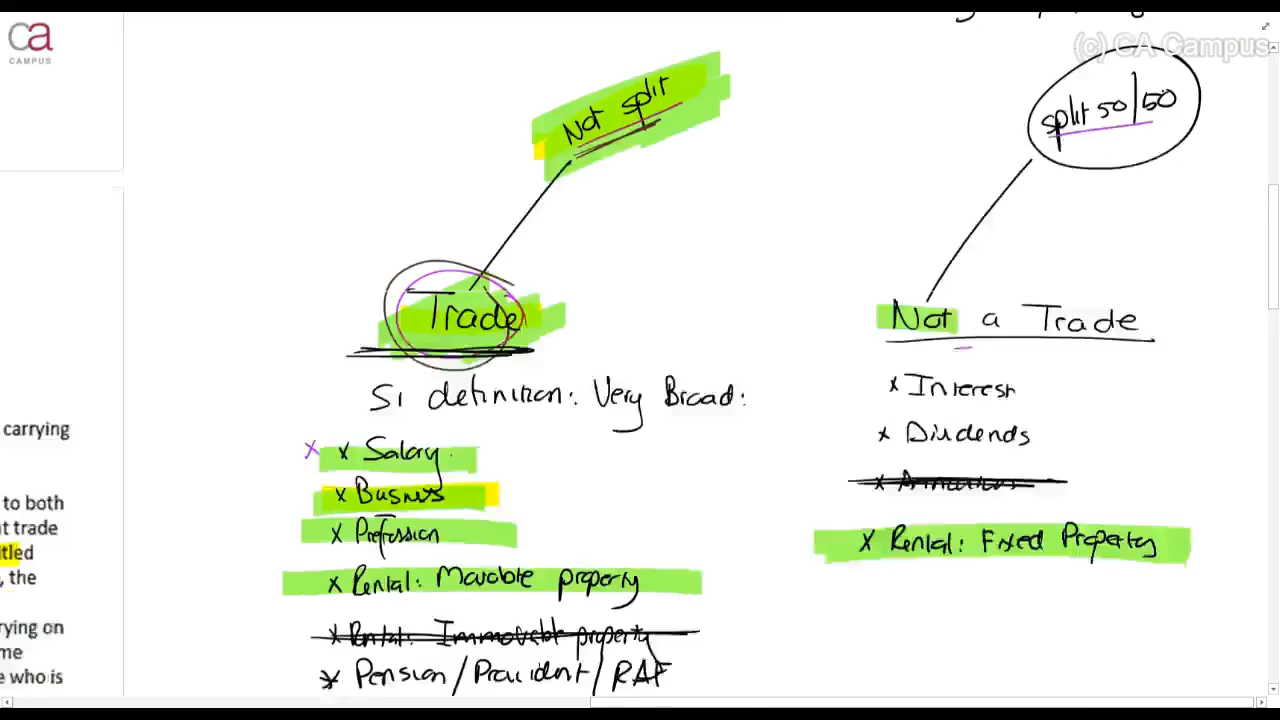 ca
CAMPUS
(c) CA Campus
Not split
split 50/50
Trade
Not a Trade
S1 definition: Very Broad:
x Interest
x Dividends
x Salary
x Business
x Profession
x Rental: Fixed Property
x Rental: Movable property
x Rental: Immovable property
x Pension/Provident/RAF
carrying
to both
t trade
tled
, the
rying on
me
e who is